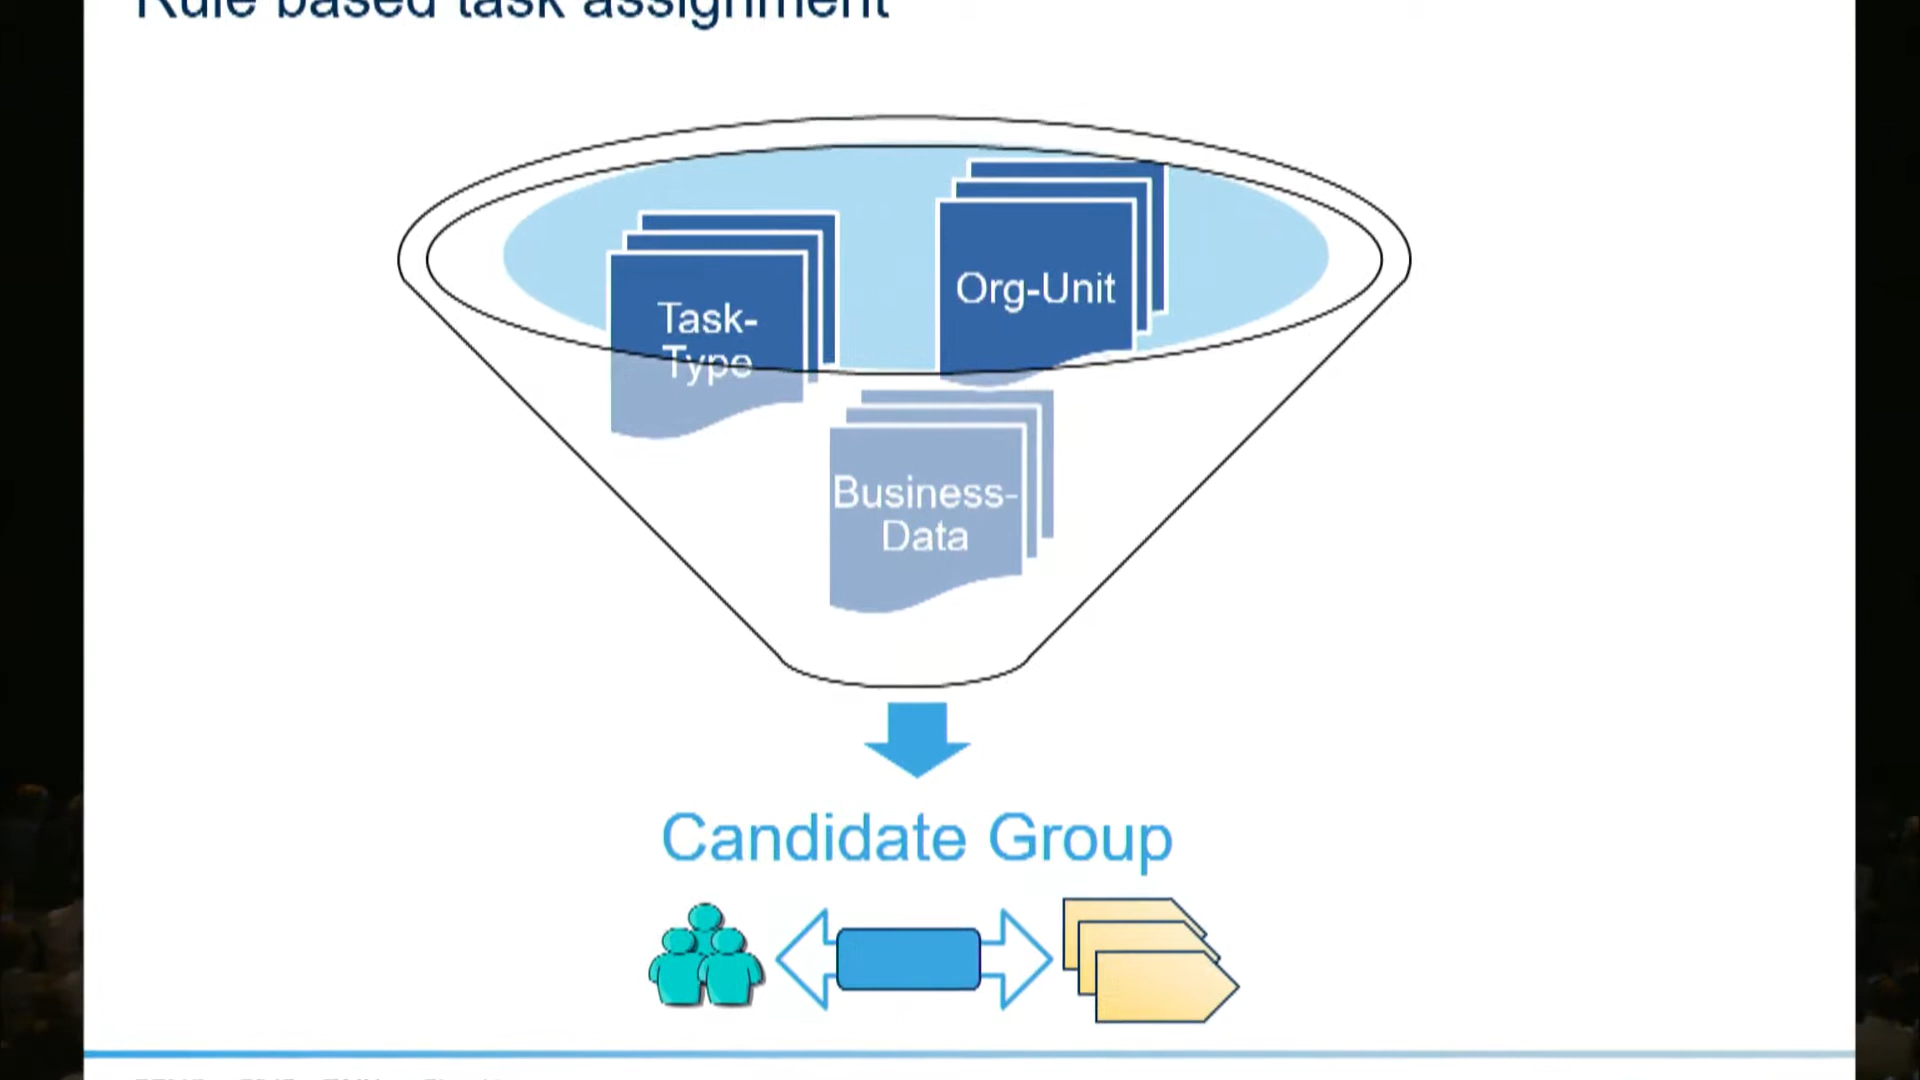 Rule based task assignment
Task-
Type
Org-Unit
Business-
Data
Candidate Group